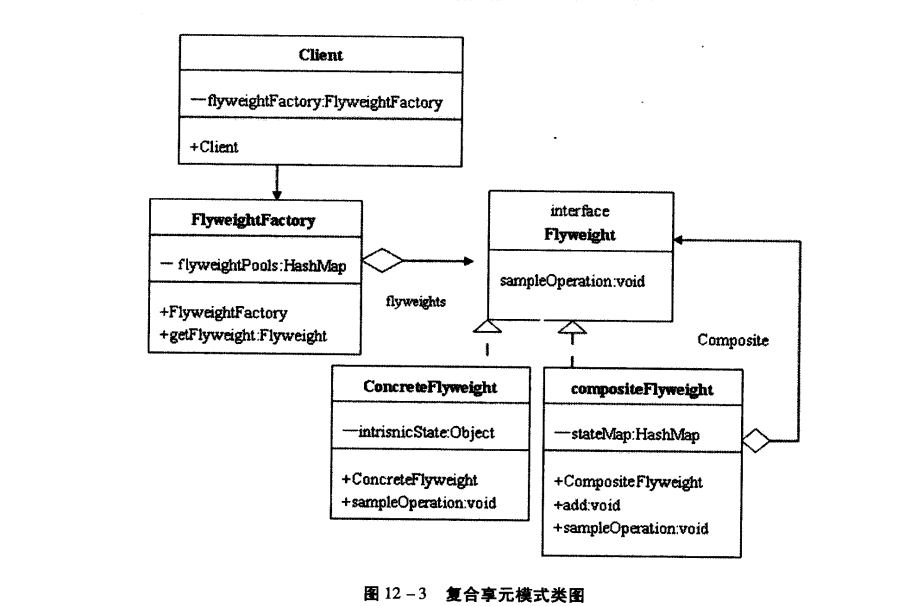 Client
—flyweightFactory:FlyweightFactory
+Client
FlyweightFactory
— flyweightPools:HashMap
+FlyweightFactory
+getFlyweight:Flyweight
flyweights
interface
Flyweight
sampleOperation:void
Composite
ConcreteFlyweight
—intrisnicState:Object
+ConcreteFlyweight
+sampleOperation:void
compositeFlyweight
—stateMap:HashMap
+CompositeFlyweight
+add:void
+sampleOperation:void
图 12-3 复合享元模式类图